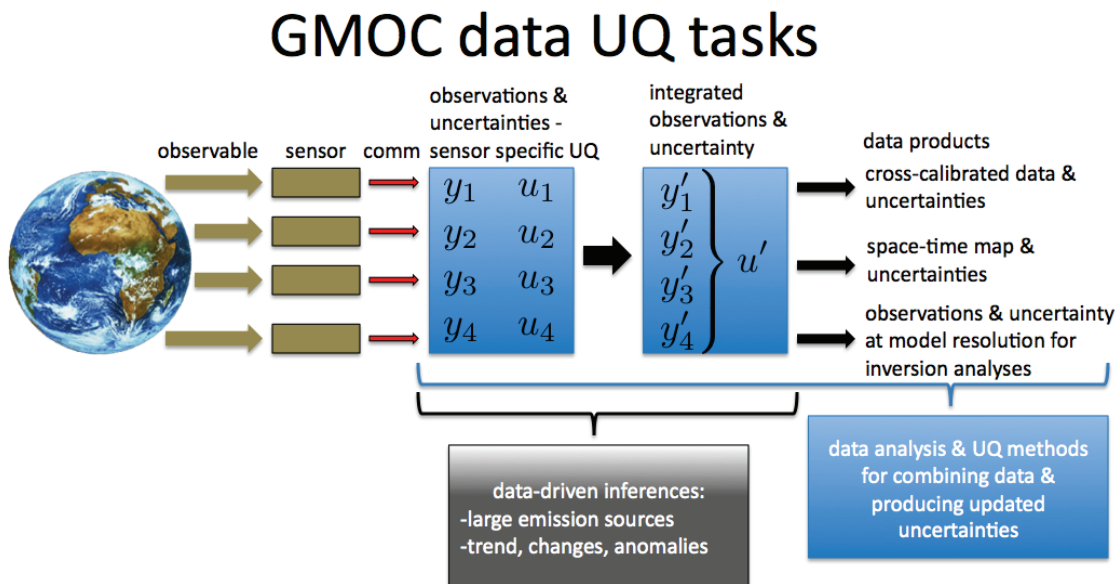 GMOC data UQ tasks
observable
sensor
comm
observations &
uncertainties -
sensor specific UQ
integrated
observations &
uncertainty
data products
y₁ u₁
y₂ u₂
y₃ u₃
y₄ u₄
y′₁
y′₂
y′₃
y′₄
} u′
cross-calibrated data &
uncertainties
space-time map &
uncertainties
observations & uncertainty
at model resolution for
inversion analyses
data-driven inferences:
-large emission sources
-trend, changes, anomalies
data analysis & UQ methods
for combining data &
producing updated
uncertainties